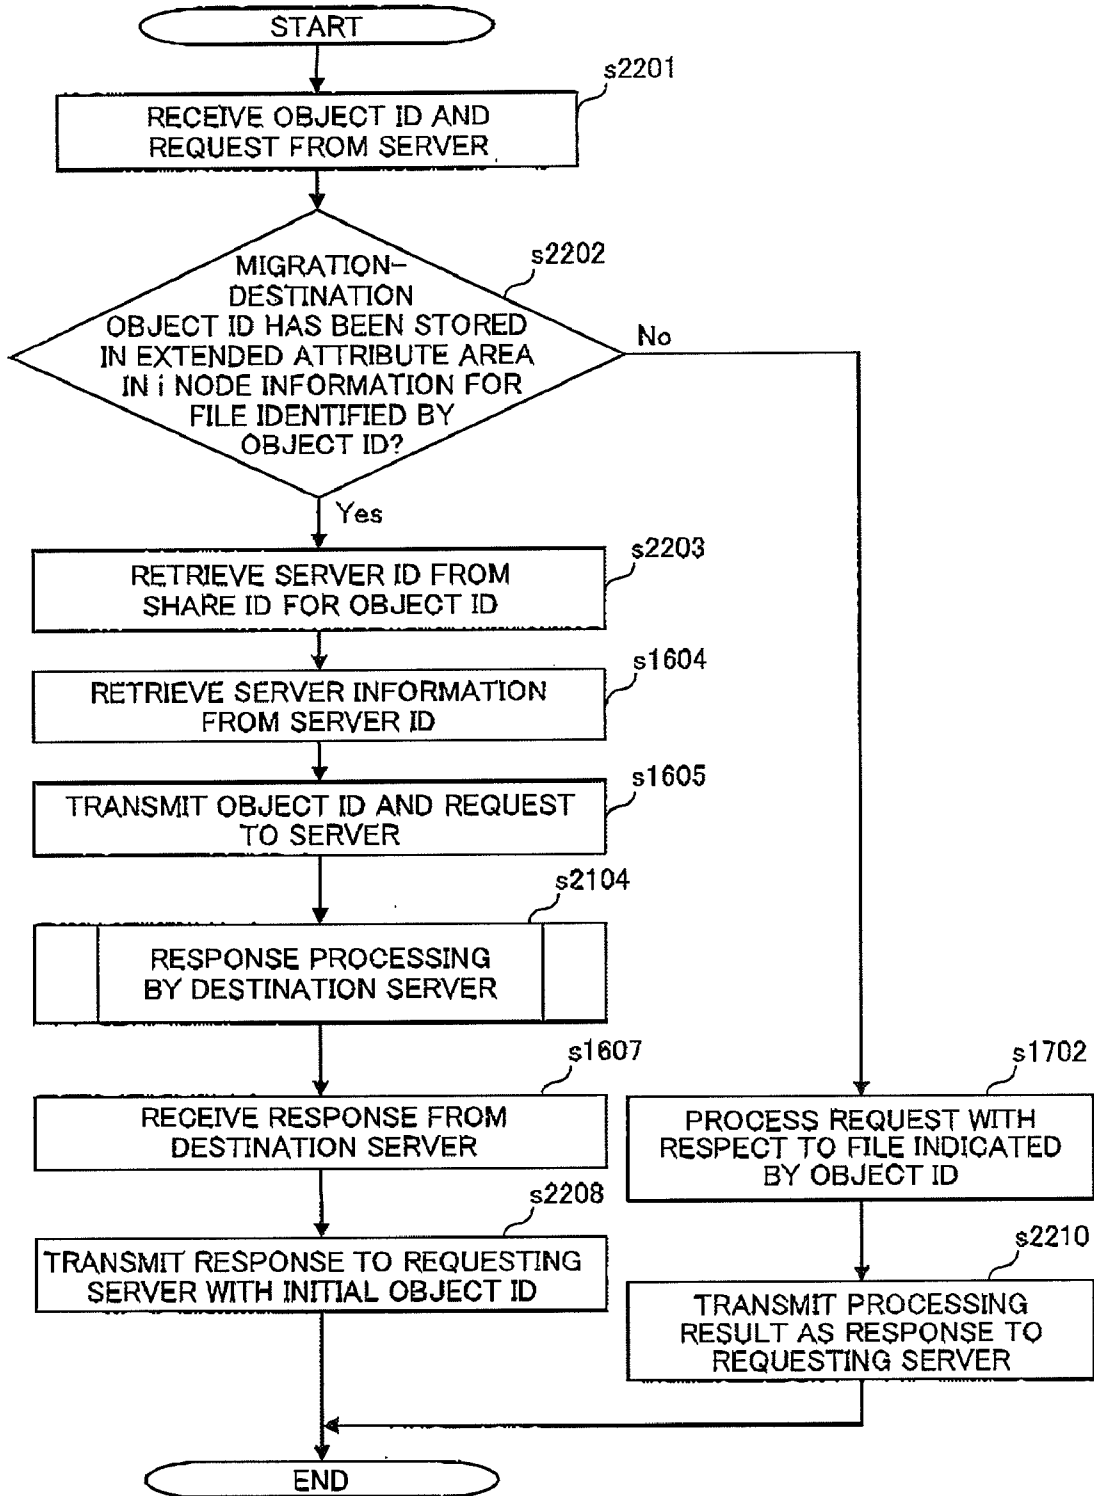 START
s2201
RECEIVE OBJECT ID AND
REQUEST FROM SERVER
s2202
MIGRATION-
DESTINATION
OBJECT ID HAS BEEN STORED
IN EXTENDED ATTRIBUTE AREA
IN i NODE INFORMATION FOR
FILE IDENTIFIED BY
OBJECT ID?
No
Yes
s2203
RETRIEVE SERVER ID FROM
SHARE ID FOR OBJECT ID
s1604
RETRIEVE SERVER INFORMATION
FROM SERVER ID
s1605
TRANSMIT OBJECT ID AND REQUEST
TO SERVER
s2104
RESPONSE PROCESSING
BY DESTINATION SERVER
s1607
RECEIVE RESPONSE FROM
DESTINATION SERVER
s2208
TRANSMIT RESPONSE TO REQUESTING
SERVER WITH INITIAL OBJECT ID
s1702
PROCESS REQUEST WITH
RESPECT TO FILE INDICATED
BY OBJECT ID
s2210
TRANSMIT PROCESSING
RESULT AS RESPONSE TO
REQUESTING SERVER
END